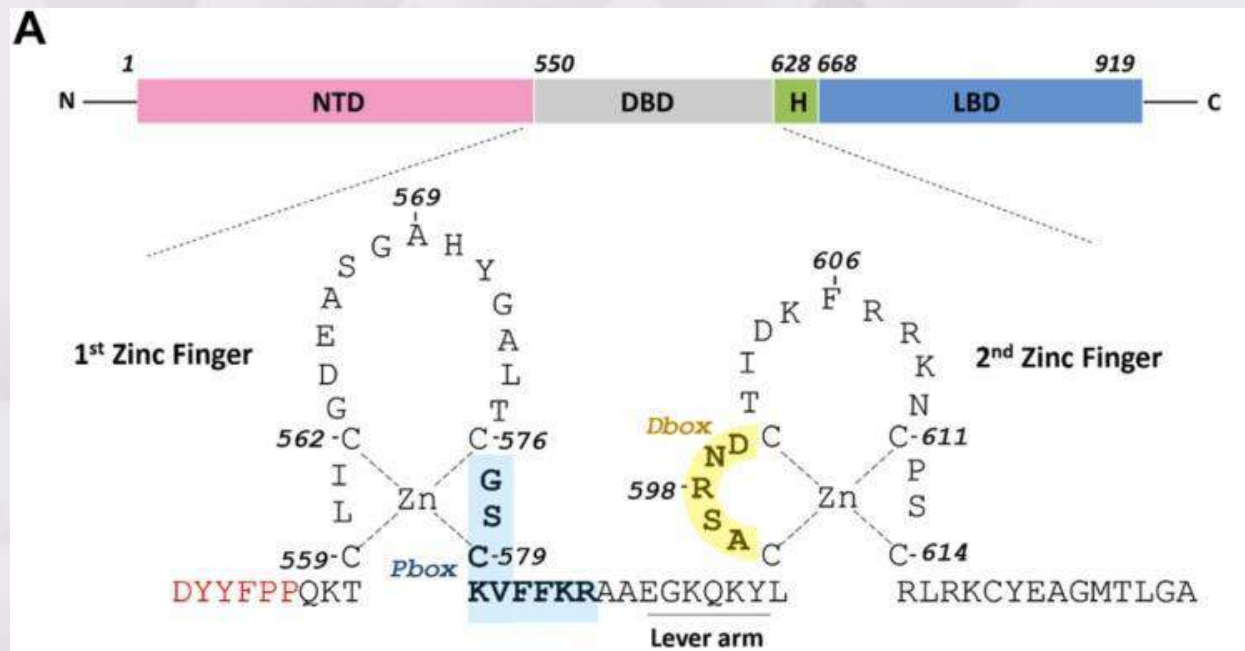 A
1 550 628 668 919
N NTD DBD H LBD C
569
S G A H Y
A G
E A
1st Zinc Finger
D L
G T
562 -C C -576
I G
L Zn S
559 -C C -579
Pbox
606
D K F R R
I K
T N
2nd Zinc Finger
Dbox
C C -611
D
N P
598 -R Zn S
S
A C C -614
DYYFPPQKT KVFFKRAAEGKQKYL RLRKCYEAGMTLGA
Lever arm